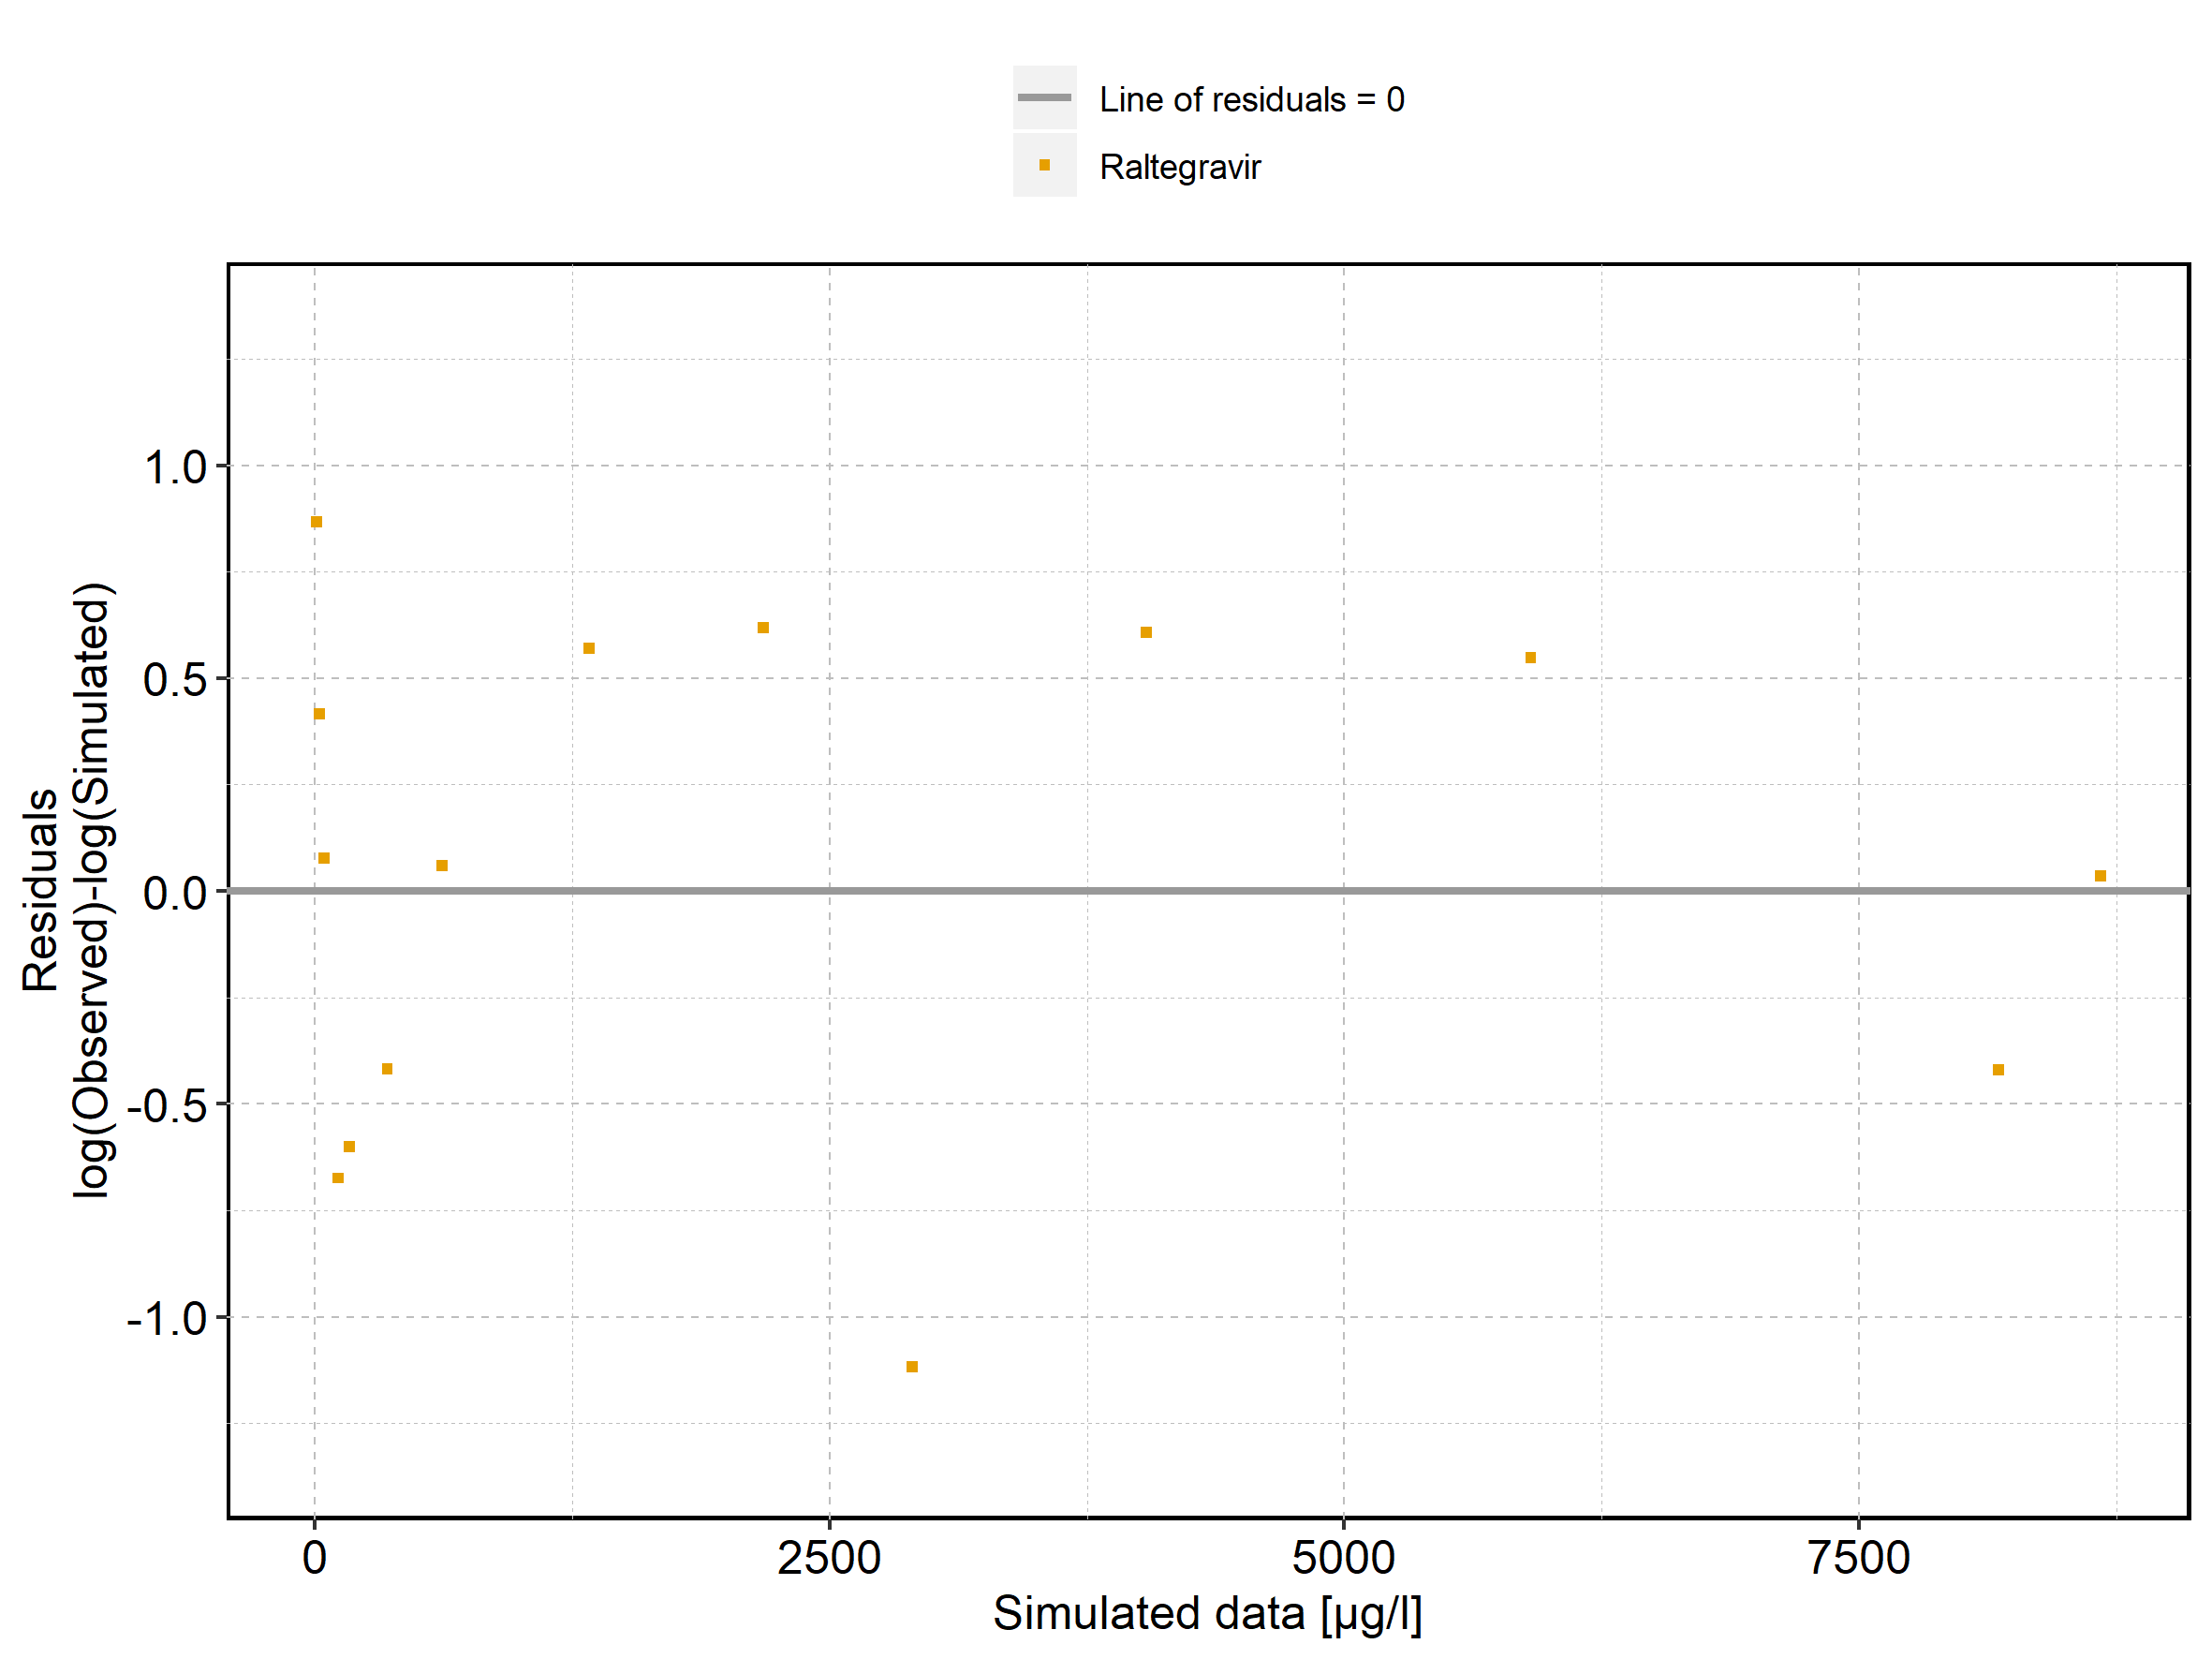 Line of residuals = 0
Raltegravir
Residuals
log(Observed)-log(Simulated)
1.0
0.5
0.0
-0.5
-1.0
0
2500
5000
7500
Simulated data [µg/l]